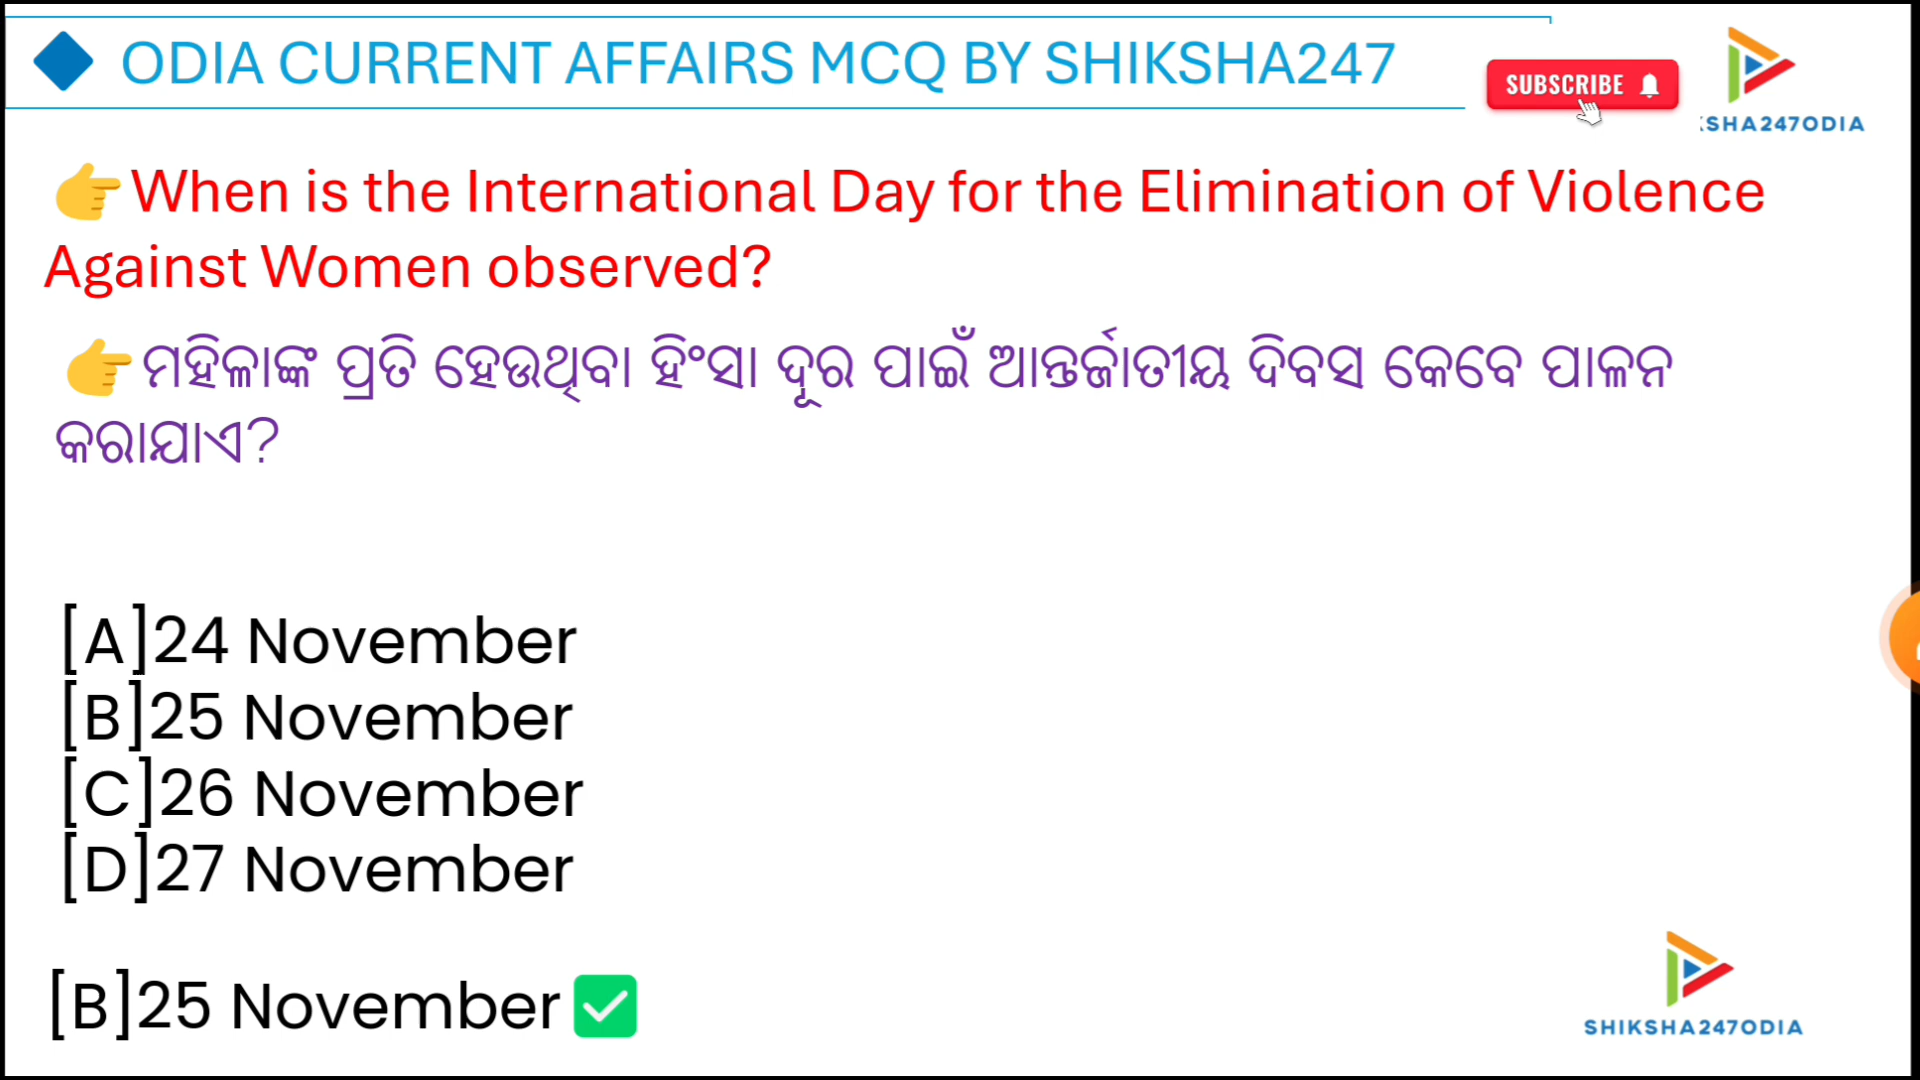 ODIA CURRENT AFFAIRS MCQ BY SHIKSHA247
SUBSCRIBE
SHA247ODIA
When is the International Day for the Elimination of Violence
Against Women observed?
ମହିଳାଙ୍କ ପ୍ରତି ହେଉଥିବା ହିଂସା ଦୂର ପାଇଁ ଆନ୍ତର୍ଜାତୀୟ ଦିବସ କେବେ ପାଳନ
କରାଯାଏ?
[A]24 November
[B]25 November
[C]26 November
[D]27 November
[B]25 November
SHIKSHA247ODIA